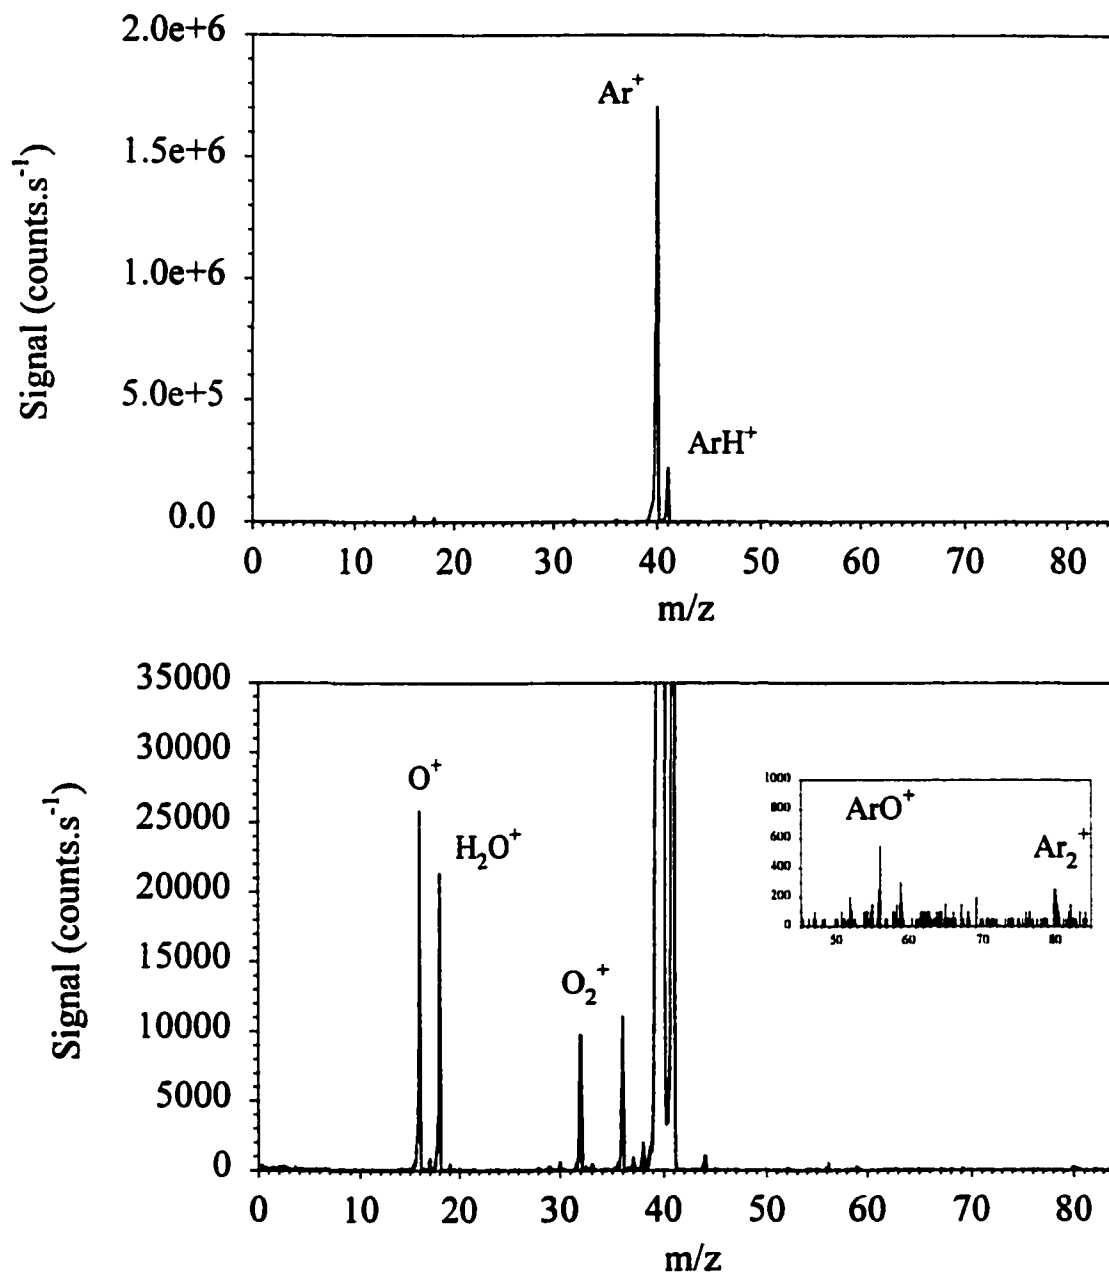 2.0e+6
Ar⁺
1.5e+6
Signal (counts.s⁻¹)
1.0e+6
5.0e+5
ArH⁺
0.0
0 10 20 30 40 50 60 70 80
m/z
35000
30000
O⁺
25000
H₂O⁺
20000
Signal (counts.s⁻¹)
15000
O₂⁺
10000
5000
0
1000
ArO⁺
800
600
Ar₂⁺
400
200
0
50 60 70 80
0 10 20 30 40 50 60 70 80
m/z